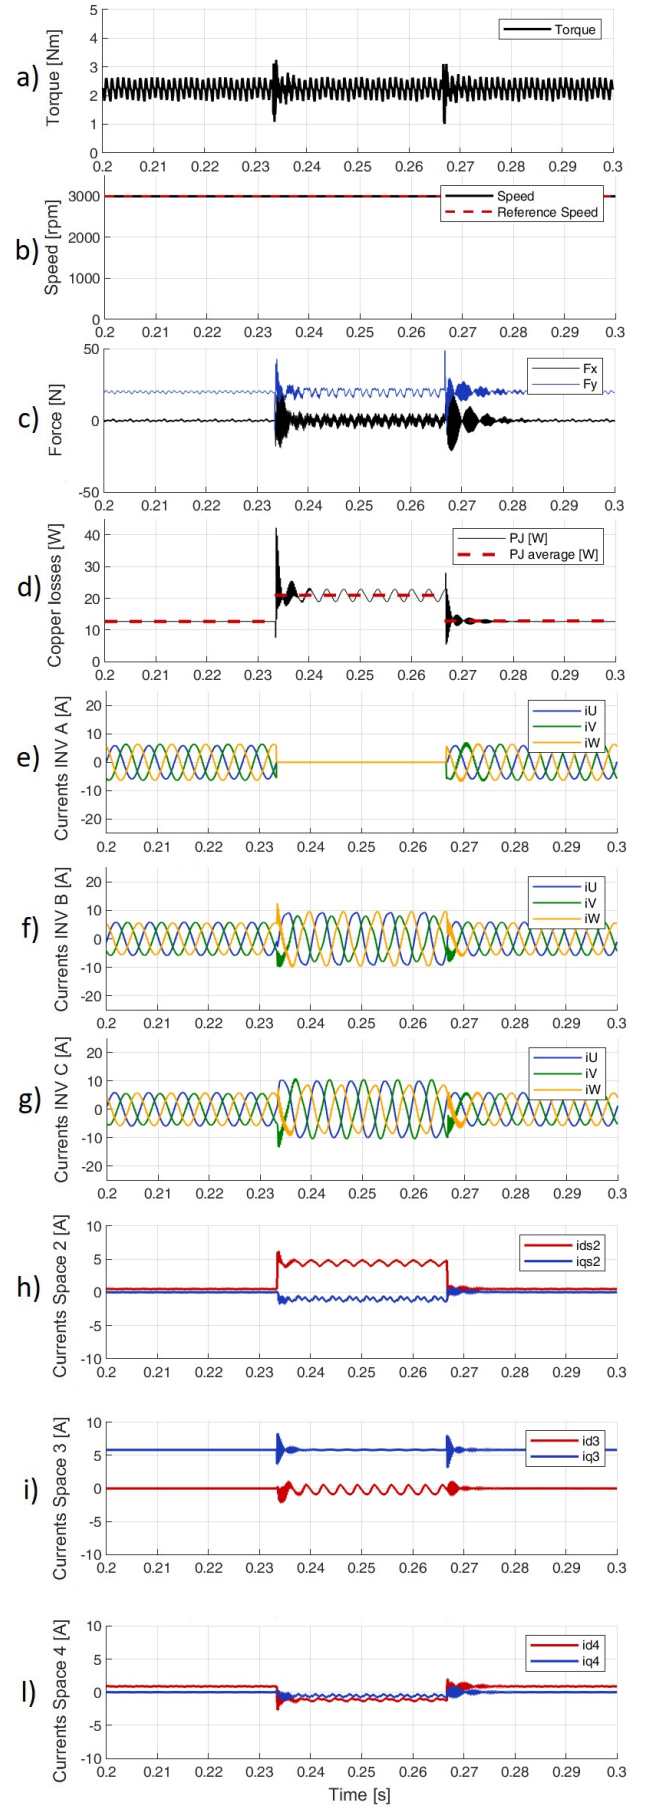 a)
Torque [Nm]
5
4
3
2
1
0
Torque
0.2 0.21 0.22 0.23 0.24 0.25 0.26 0.27 0.28 0.29 0.3
b)
Speed [rpm]
3000
2000
1000
0
Speed
Reference Speed
0.2 0.21 0.22 0.23 0.24 0.25 0.26 0.27 0.28 0.29 0.3
c)
Force [N]
50
0
-50
Fx
Fy
0.2 0.21 0.22 0.23 0.24 0.25 0.26 0.27 0.28 0.29 0.3
d)
Copper losses [W]
40
30
20
10
0
PJ [W]
PJ average [W]
0.2 0.21 0.22 0.23 0.24 0.25 0.26 0.27 0.28 0.29 0.3
e)
Currents INV A [A]
20
10
0
-10
-20
iU
iV
iW
0.2 0.21 0.22 0.23 0.24 0.25 0.26 0.27 0.28 0.29 0.3
f)
Currents INV B [A]
20
10
0
-10
-20
iU
iV
iW
0.2 0.21 0.22 0.23 0.24 0.25 0.26 0.27 0.28 0.29 0.3
g)
Currents INV C [A]
20
10
0
-10
-20
iU
iV
iW
0.2 0.21 0.22 0.23 0.24 0.25 0.26 0.27 0.28 0.29 0.3
h)
Currents Space 2 [A]
10
5
0
-5
-10
ids2
iqs2
0.2 0.21 0.22 0.23 0.24 0.25 0.26 0.27 0.28 0.29 0.3
i)
Currents Space 3 [A]
10
5
0
-5
-10
id3
iq3
0.2 0.21 0.22 0.23 0.24 0.25 0.26 0.27 0.28 0.29 0.3
l)
Currents Space 4 [A]
10
5
0
-5
-10
id4
iq4
0.2 0.21 0.22 0.23 0.24 0.25 0.26 0.27 0.28 0.29 0.3
Time [s]